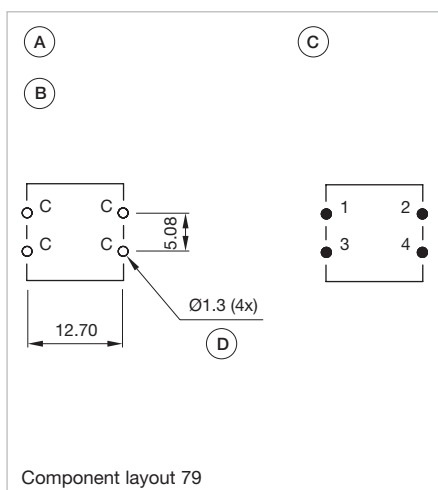 A
C
B
C C
C C
5.08
12.70
Ø1.3 (4x)
D
1 2
3 4
Component layout 79